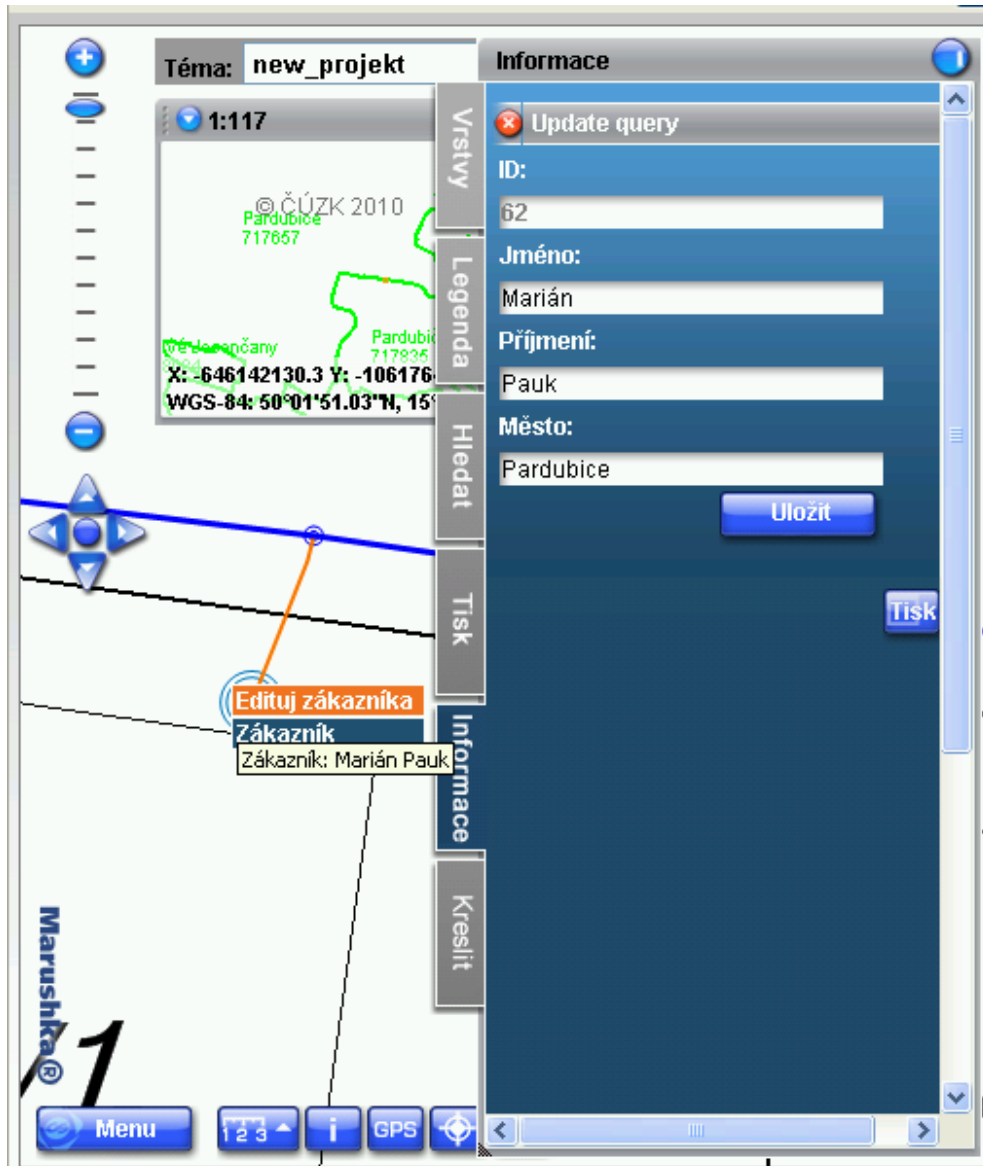 Téma: new_projekt
1:117
© ČÚZK 2010
Pardubice
717657
Pardubi
717835
X: -646142130.3 Y: -106176
WGS-84: 50°01'51.03"N, 15°
Edituj zákazníka
Zákazník
Zákazník: Marián Pauk
Marushka®
/1
Menu
1 2 3
i
GPS
Vrstvy
Legenda
Hledat
Tisk
Informace
Kreslit
Informace
Update query
ID:
62
Jméno:
Marián
Příjmení:
Pauk
Město:
Pardubice
Uložit
Tisk